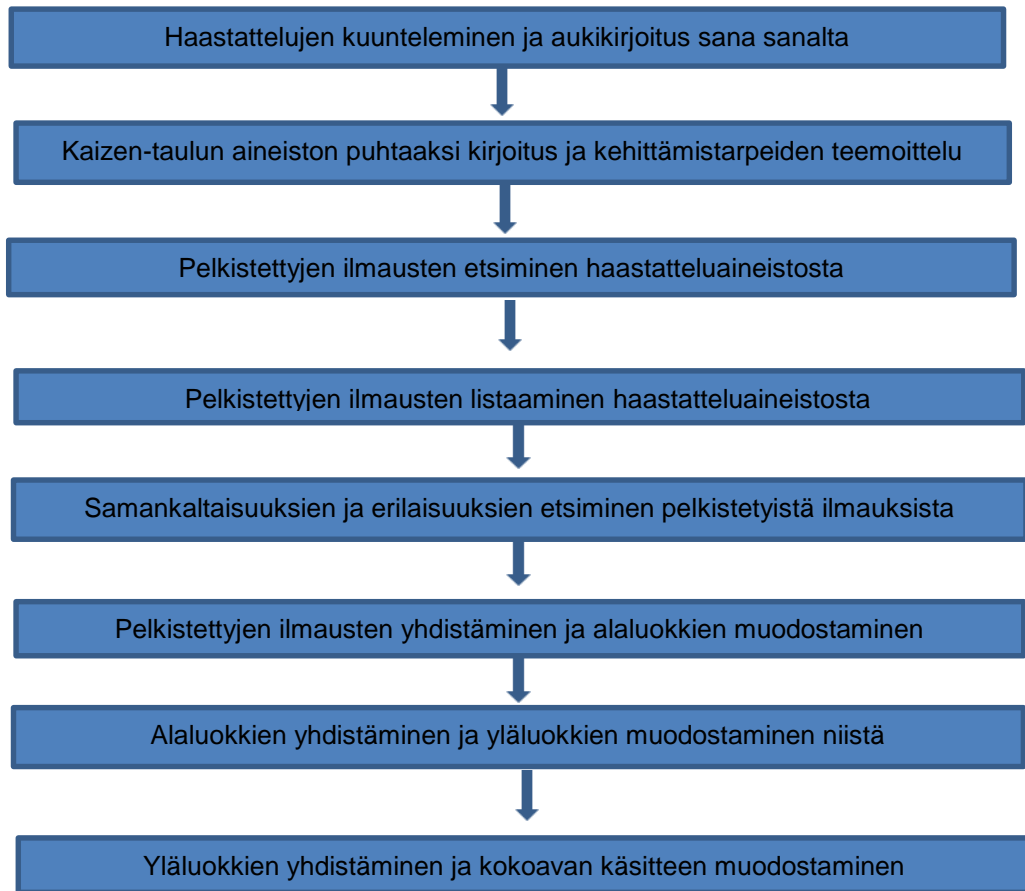 Haastattelujen kuunteleminen ja aukikirjoitus sana sanalta
Kaizen-taulun aineiston puhtaaksi kirjoitus ja kehittämistarpeiden teemoittelu
Pelkistettyjen ilmausten etsiminen haastatteluaineistosta
Pelkistettyjen ilmausten listaaminen haastatteluaineistosta
Samankaltaisuuksien ja erilaisuuksien etsiminen pelkistetyistä ilmauksista
Pelkistettyjen ilmausten yhdistäminen ja alaluokkien muodostaminen
Alaluokkien yhdistäminen ja yläluokkien muodostaminen niistä
Yläluokkien yhdistäminen ja kokoavan käsitteen muodostaminen